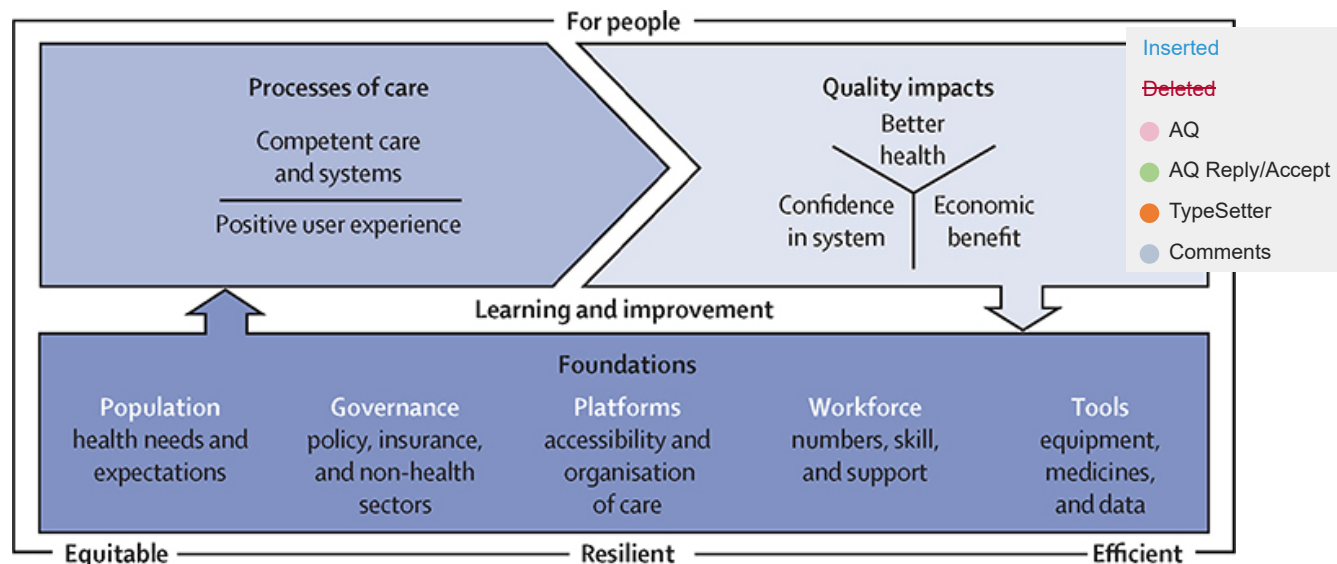 For people
Processes of care
Competent care
and systems
Positive user experience
Quality impacts
Better
health
Confidence
in system
Economic
benefit
Inserted
Deleted
AQ
AQ Reply/Accept
TypeSetter
Comments
Learning and improvement
Foundations
Population
health needs and
expectations
Governance
policy, insurance,
and non-health
sectors
Platforms
accessibility and
organisation
of care
Workforce
numbers, skill,
and support
Tools
equipment,
medicines,
and data
Equitable
Resilient
Efficient